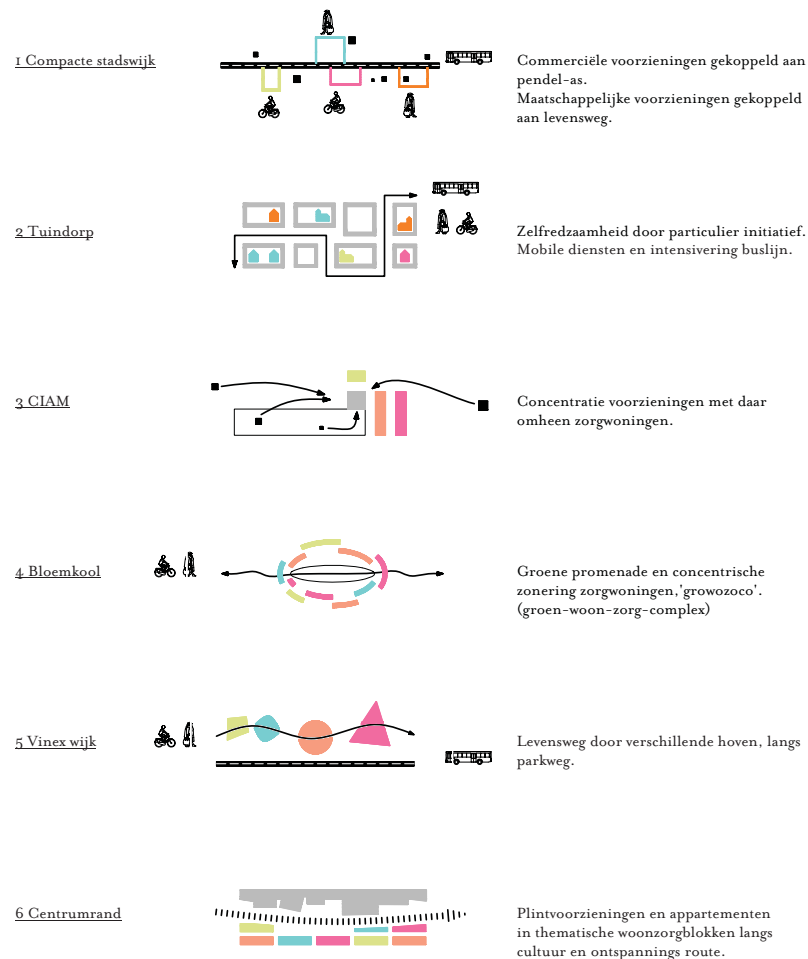 1 Compacte stadswijk
Commerciële voorzieningen gekoppeld aan
pendel-as.
Maatschappelijke voorzieningen gekoppeld
aan levensweg.
2 Tuindorp
Zelfredzaamheid door particulier initiatief.
Mobile diensten en intensivering buslijn.
3 CIAM
Concentratie voorzieningen met daar
omheen zorgwoningen.
4 Bloemkool
Groene promenade en concentrische
zonering zorgwoningen,'growozoco'.
(groen-woon-zorg-complex)
5 Vinex wijk
Levensweg door verschillende hoven, langs
parkweg.
6 Centrumrand
Plintvoorzieningen en appartementen
in thematische woonzorgblokken langs
cultuur en ontspannings route.